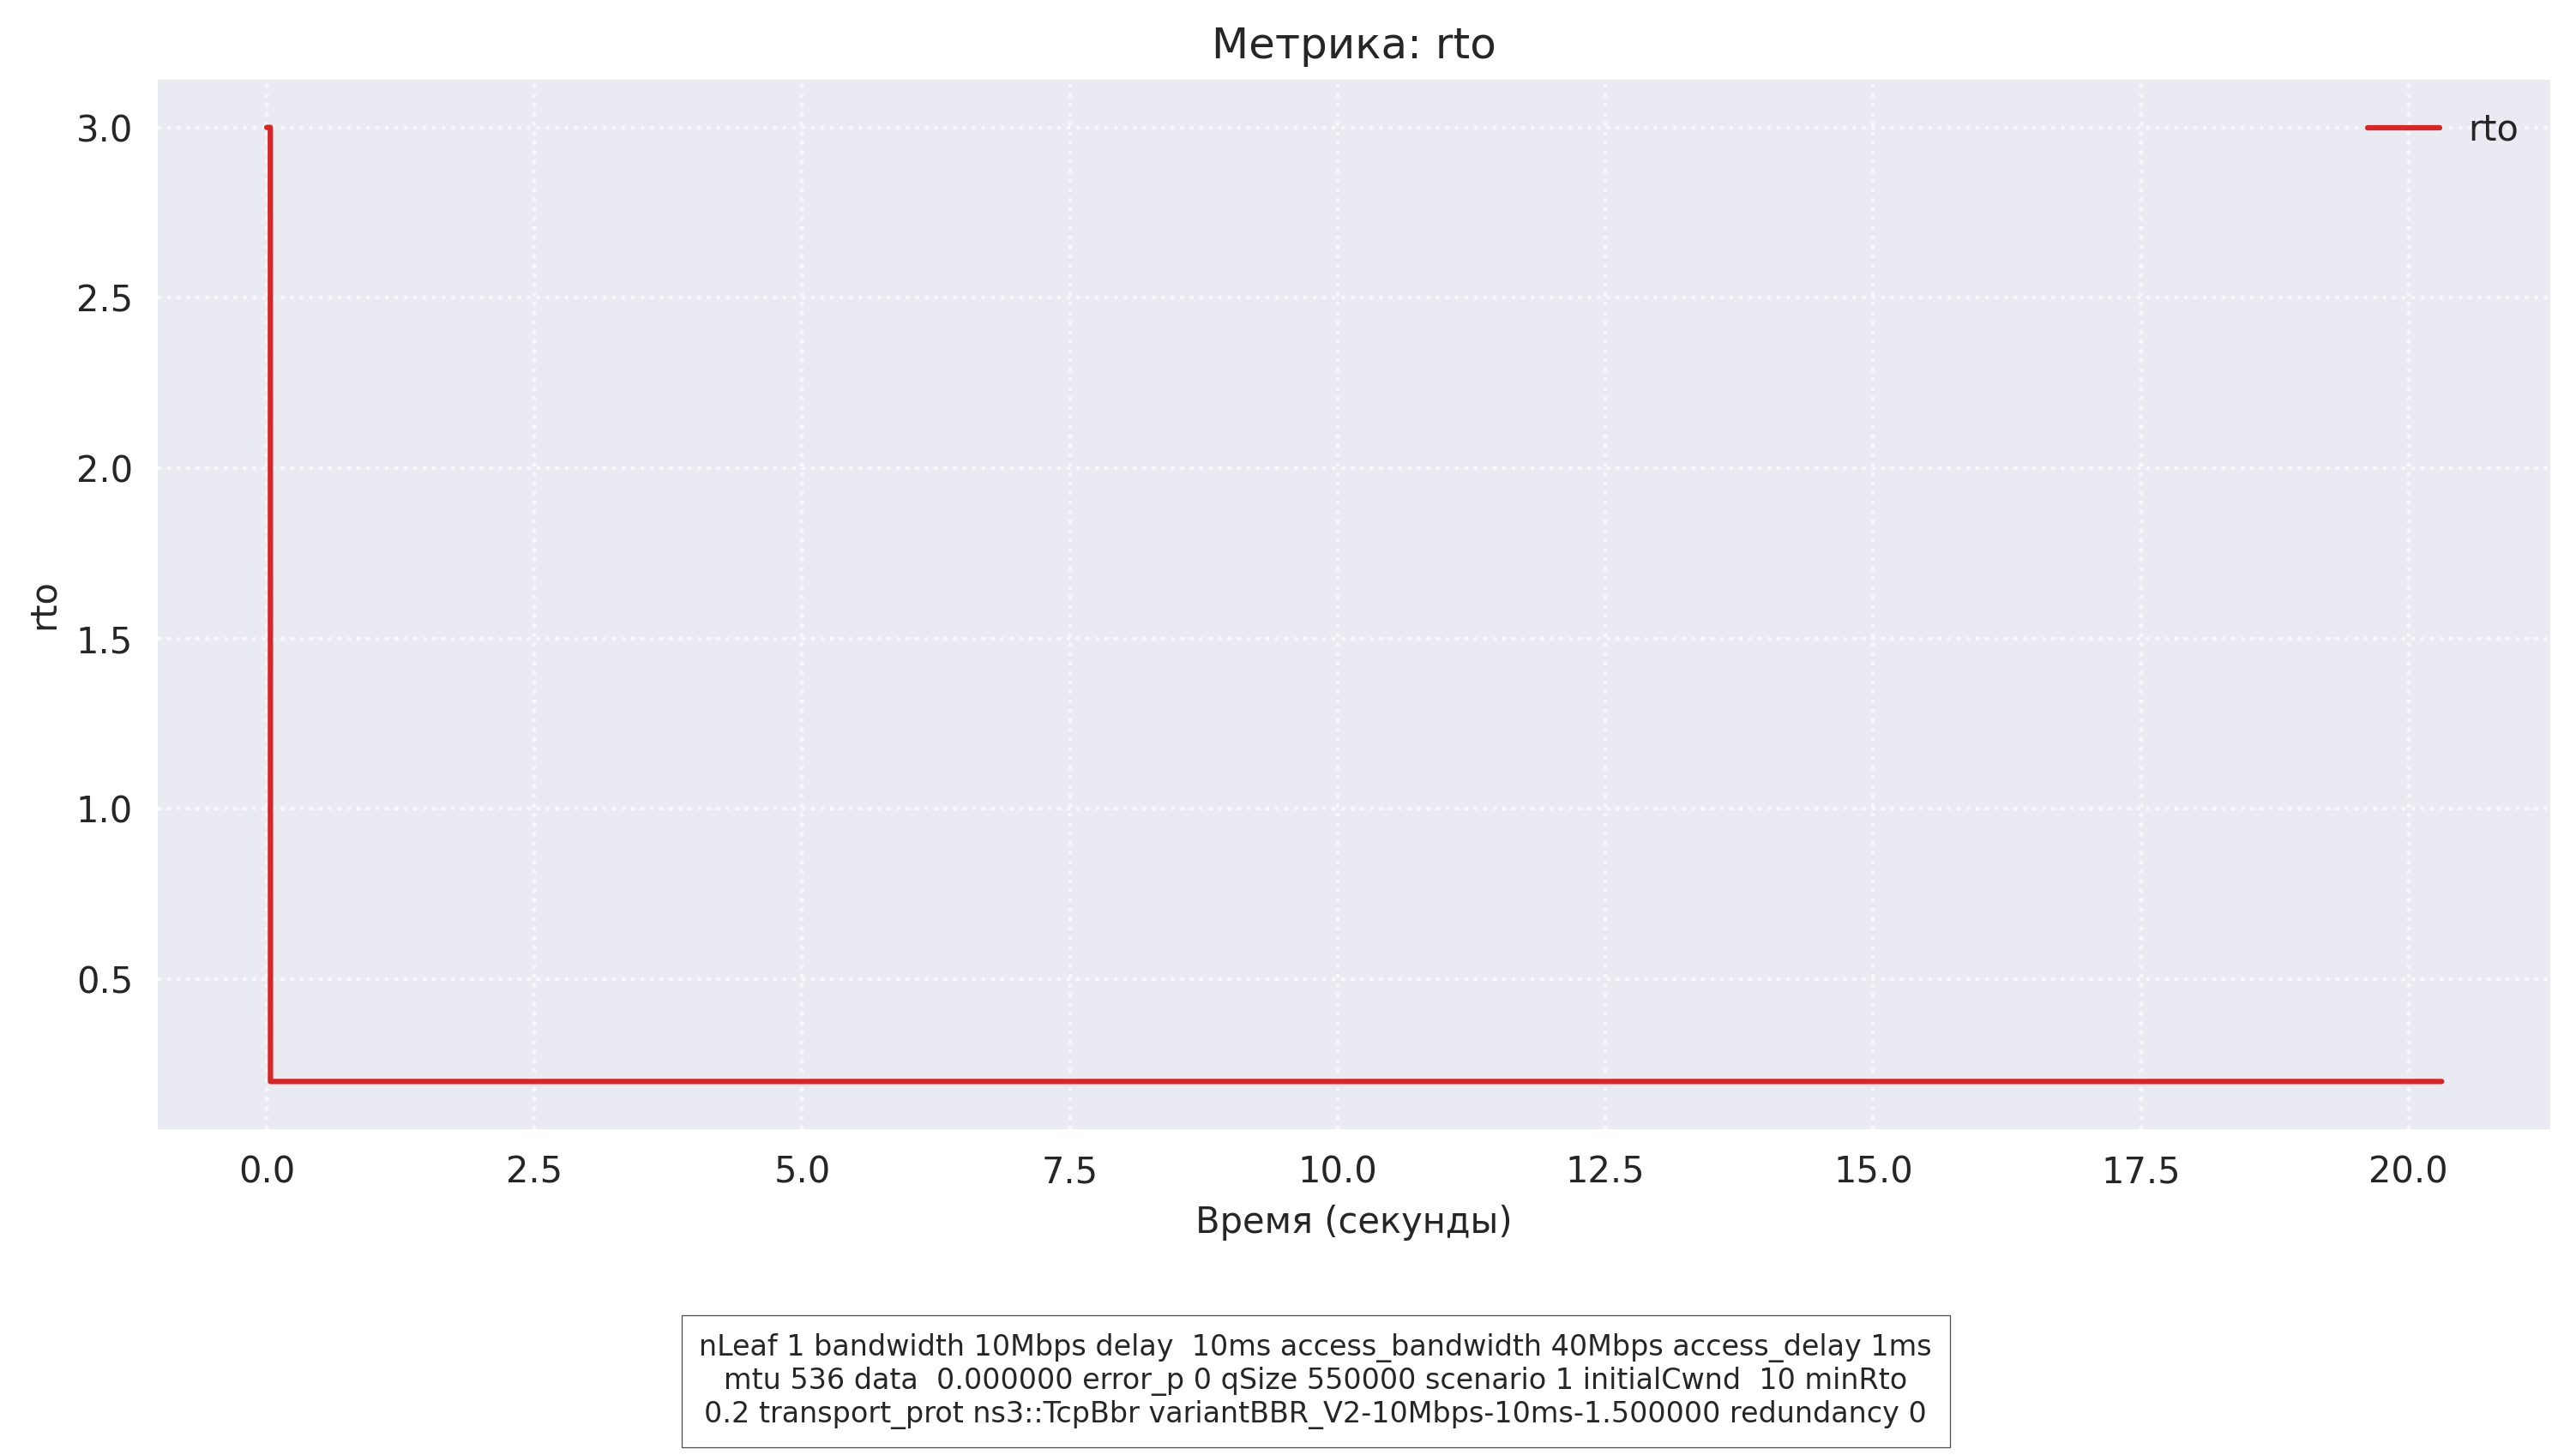 Метрика: rto
rto
3.0
2.5
2.0
1.5
1.0
0.5
rto
0.0 2.5 5.0 7.5 10.0 12.5 15.0 17.5 20.0
Время (секунды)
nLeaf 1 bandwidth 10Mbps delay  10ms access_bandwidth 40Mbps access_delay 1ms
mtu 536 data  0.000000 error_p 0 qSize 550000 scenario 1 initialCwnd  10 minRto
0.2 transport_prot ns3::TcpBbr variantBBR_V2-10Mbps-10ms-1.500000 redundancy 0